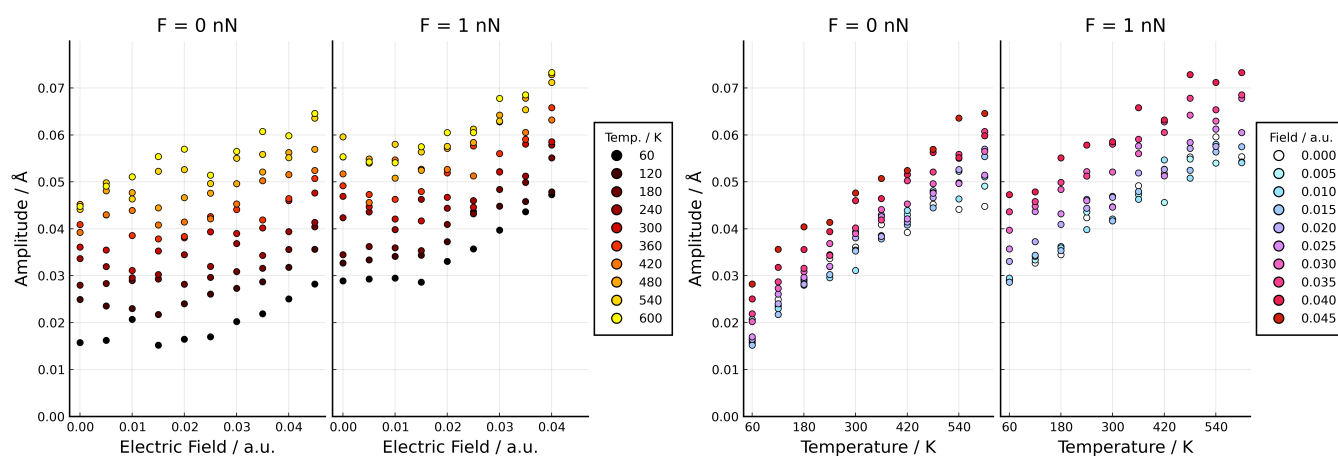 F = 0 nN
F = 1 nN
F = 0 nN
F = 1 nN
Amplitude / Å
0.07
0.06
0.05
0.04
0.03
0.02
0.01
0.00
0.00 0.01 0.02 0.03 0.04
Electric Field / a.u.
0.00 0.01 0.02 0.03 0.04
Electric Field / a.u.
Temp. / K
60
120
180
240
300
360
420
480
540
600
Amplitude / Å
0.07
0.06
0.05
0.04
0.03
0.02
0.01
0.00
60 180 300 420 540
Temperature / K
60 180 300 420 540
Temperature / K
Field / a.u.
0.000
0.005
0.010
0.015
0.020
0.025
0.030
0.035
0.040
0.045